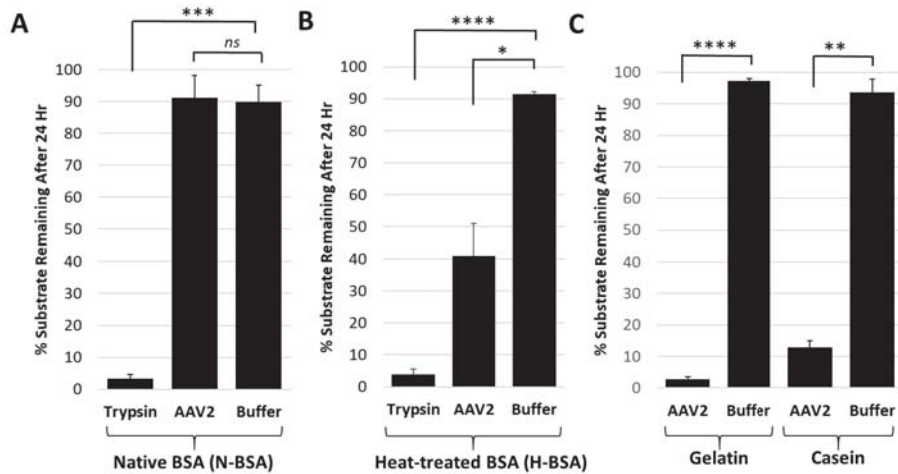 A
***
ns
% Substrate Remaining After 24 Hr
100
90
80
70
60
50
40
30
20
10
0
Trypsin AAV2 Buffer
Native BSA (N-BSA)
B
****
*
% Substrate Remaining After 24 Hr
100
90
80
70
60
50
40
30
20
10
0
Trypsin AAV2 Buffer
Heat-treated BSA (H-BSA)
C
**** **
% Substrate Remaining After 24 Hr
100
90
80
70
60
50
40
30
20
10
0
AAV2 Buffer AAV2 Buffer
Gelatin Casein